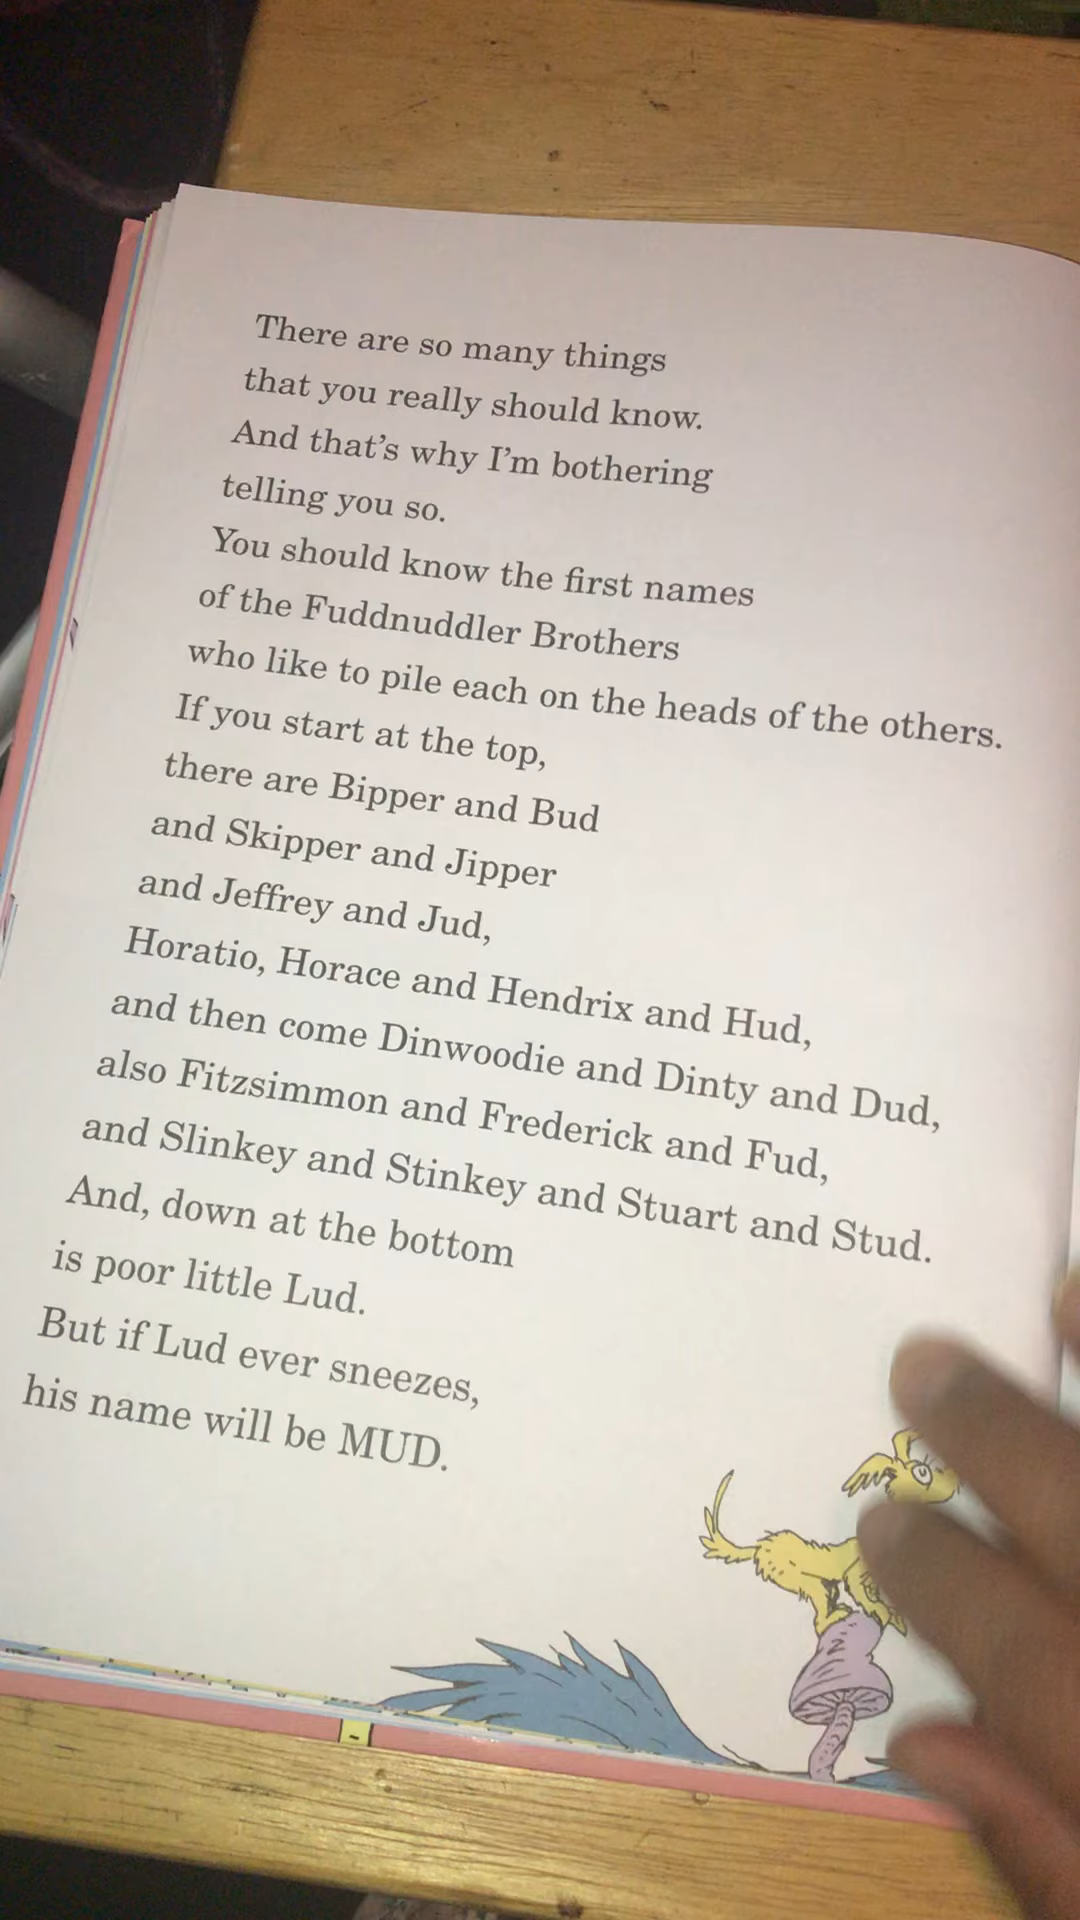 There are so many things
that you really should know.
And that's why I'm bothering
telling you so.
You should know the first names
of the Fuddnuddler Brothers
who like to pile each on the heads of the others.
If you start at the top,
there are Bipper and Bud
and Skipper and Jipper
and Jeffrey and Jud,
Horatio, Horace and Hendrix and Hud,
and then come Dinwoodie and Dinty and Dud,
also Fitzsimmon and Frederick and Fud,
and Slinkey and Stinkey and Stuart and Stud.
And, down at the bottom
is poor little Lud.
But if Lud ever sneezes,
his name will be MUD.